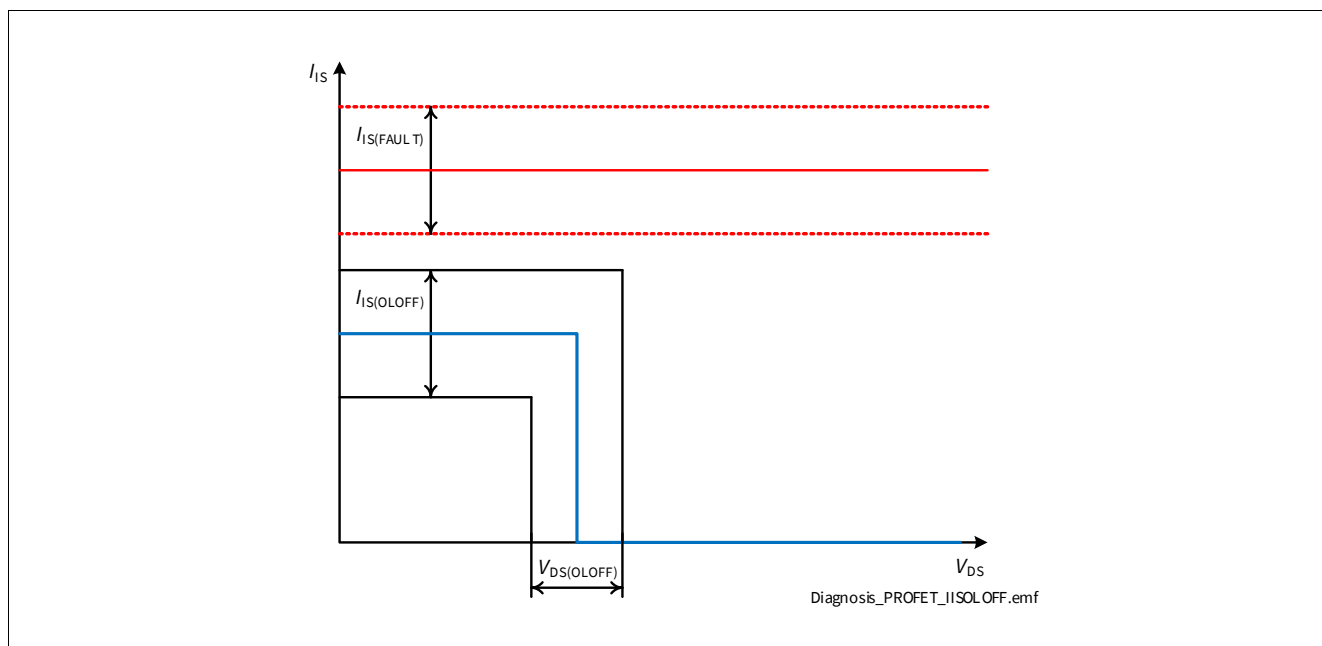 IIS
IIS(FAULT)
IIS(OLOFF)
VDS(OLOFF)
VDS
Diagnosis_PROFET_IISOLOFF.emf